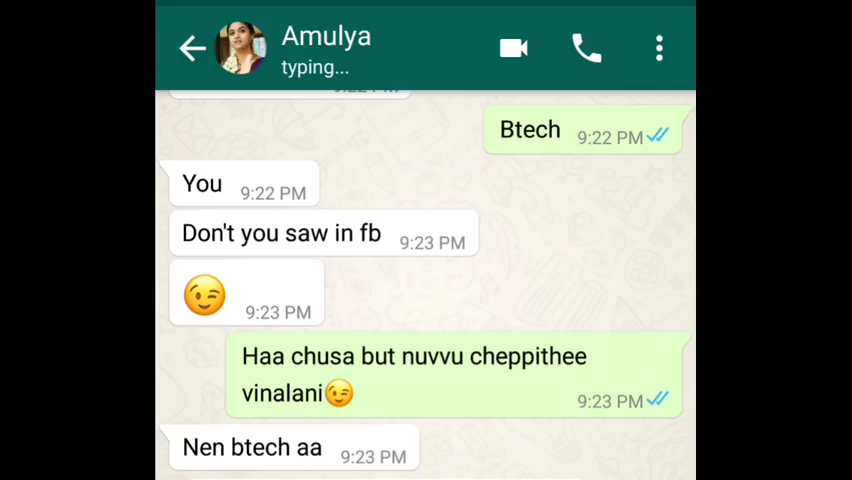 Amulya
typing...
Btech 9:22 PM
You 9:22 PM
Don't you saw in fb 9:23 PM
😉 9:23 PM
Haa chusa but nuvvu cheppithee
vinalani😉 9:23 PM
Nen btech aa 9:23 PM